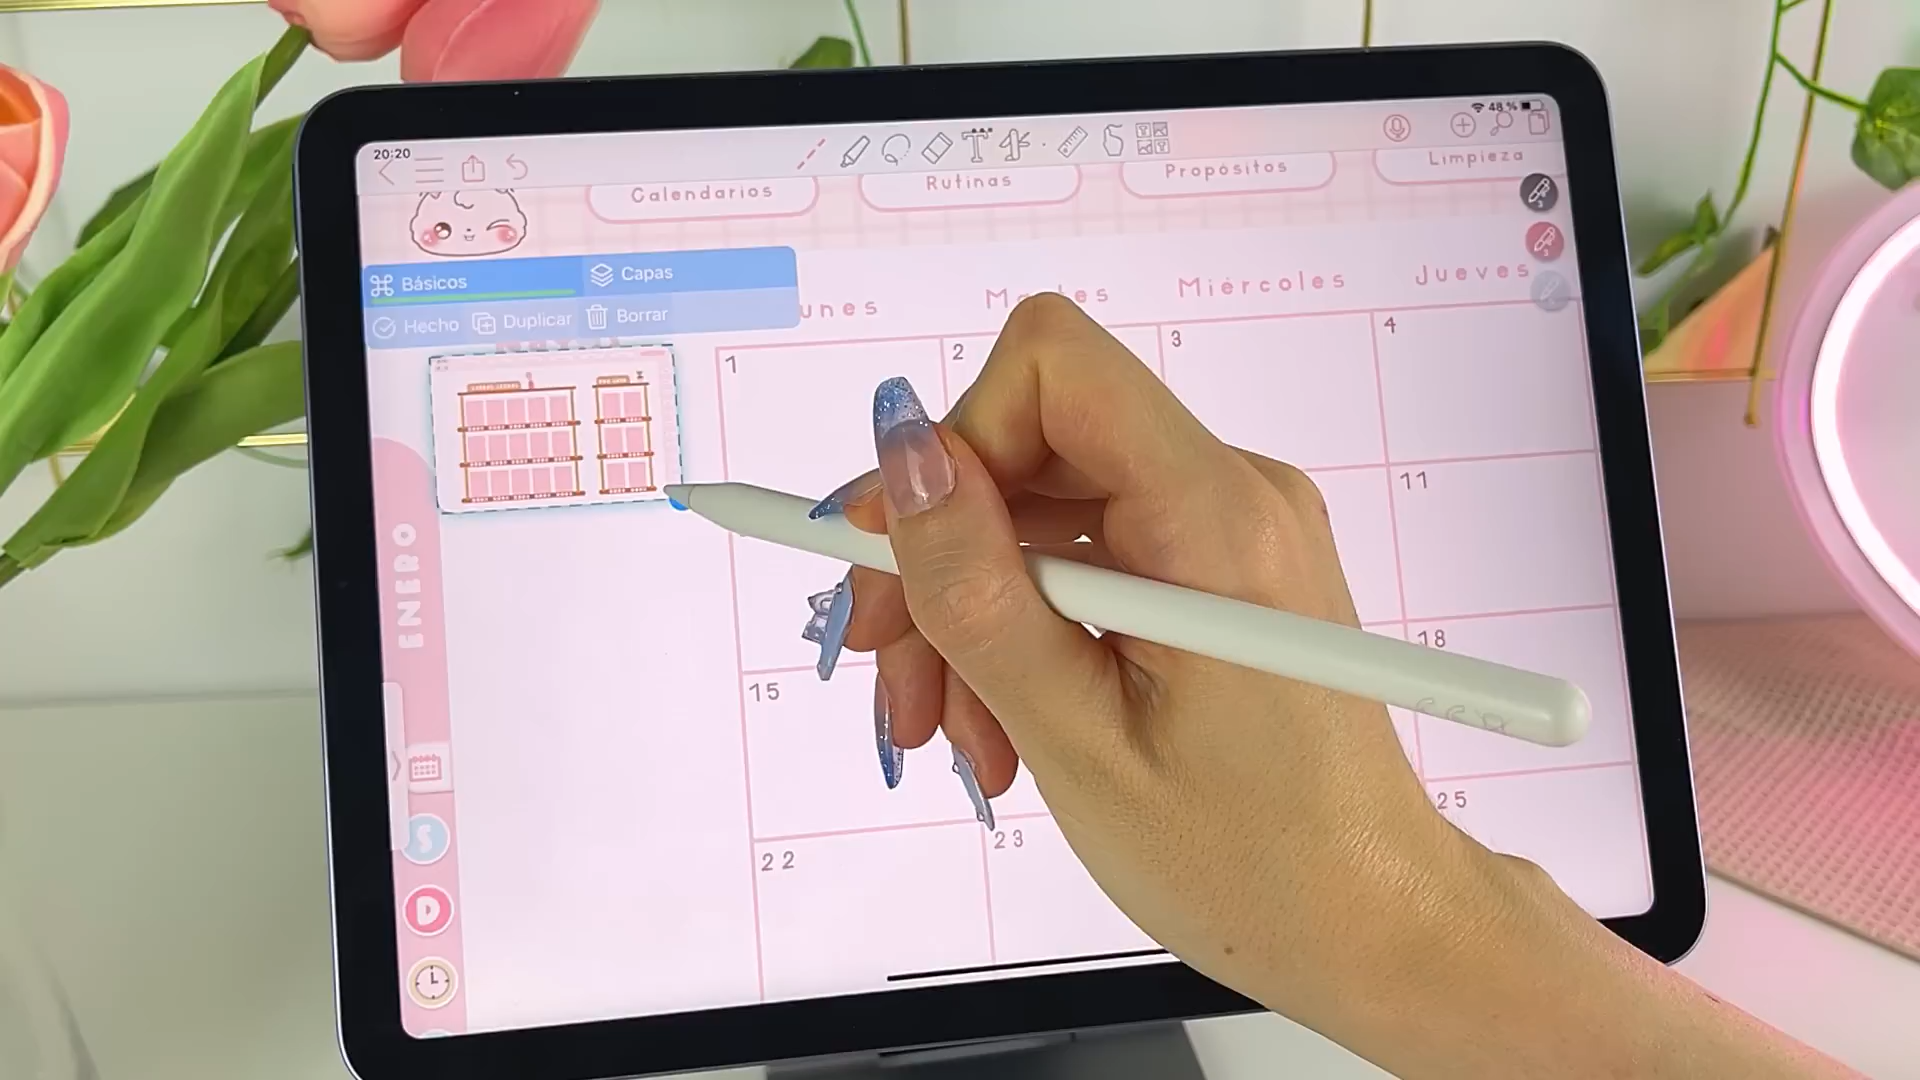 20:20
48 %
Calendarios
Rutinas
Propósitos
Limpieza
Básicos
Capas
Hecho
Duplicar
Borrar
unes
Miércoles
Jueves
1
2
3
4
11
15
18
22
23
25
ENERO
S
D